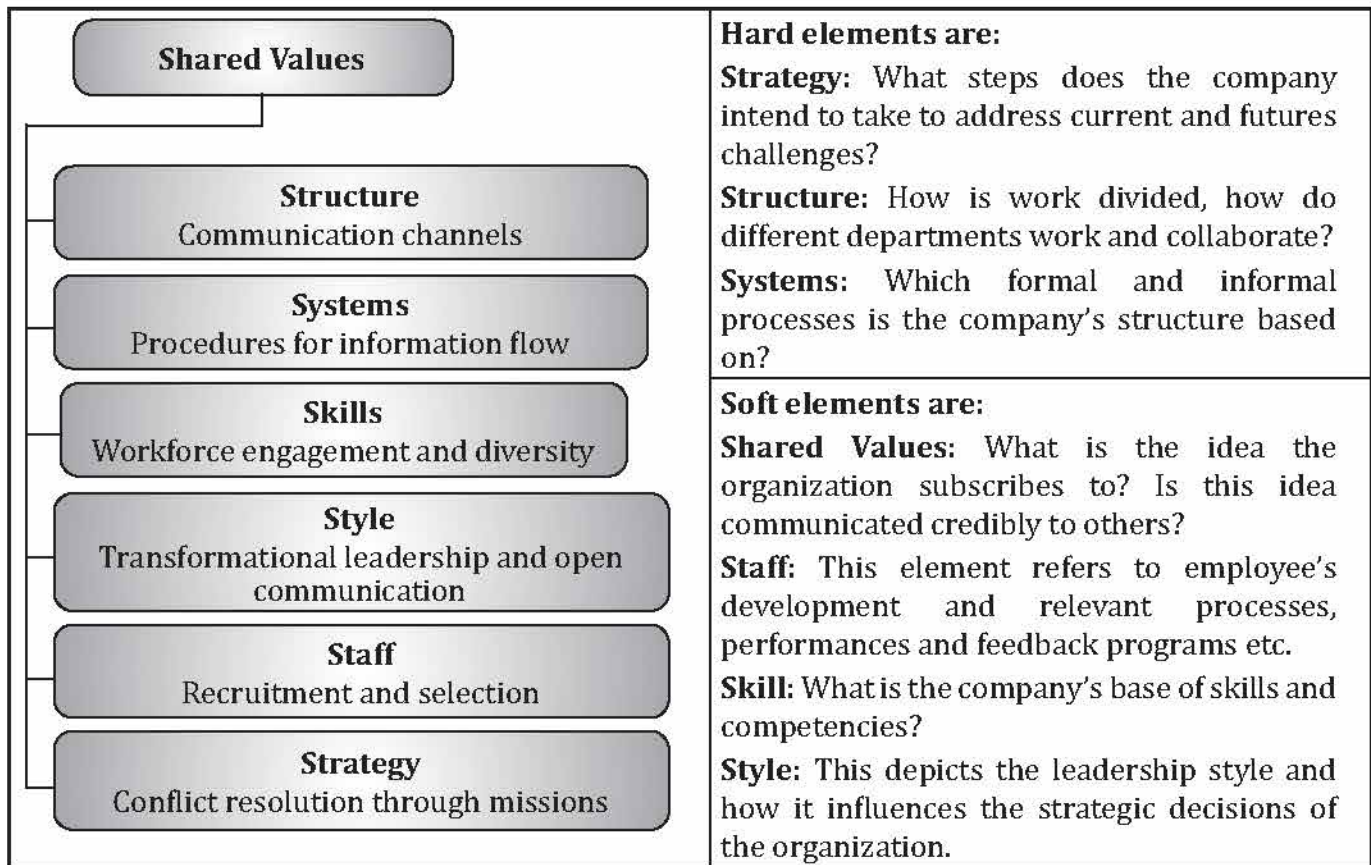 Shared Values
Structure
Communication channels
Systems
Procedures for information flow
Skills
Workforce engagement and diversity
Style
Transformational leadership and open
communication
Staff
Recruitment and selection
Strategy
Conflict resolution through missions
Hard elements are:
Strategy: What steps does the company
intend to take to address current and futures
challenges?
Structure: How is work divided, how do
different departments work and collaborate?
Systems: Which formal and informal
processes is the company's structure based
on?
Soft elements are:
Shared Values: What is the idea the
organization subscribes to? Is this idea
communicated credibly to others?
Staff: This element refers to employee's
development and relevant processes,
performances and feedback programs etc.
Skill: What is the company's base of skills and
competencies?
Style: This depicts the leadership style and
how it influences the strategic decisions of
the organization.